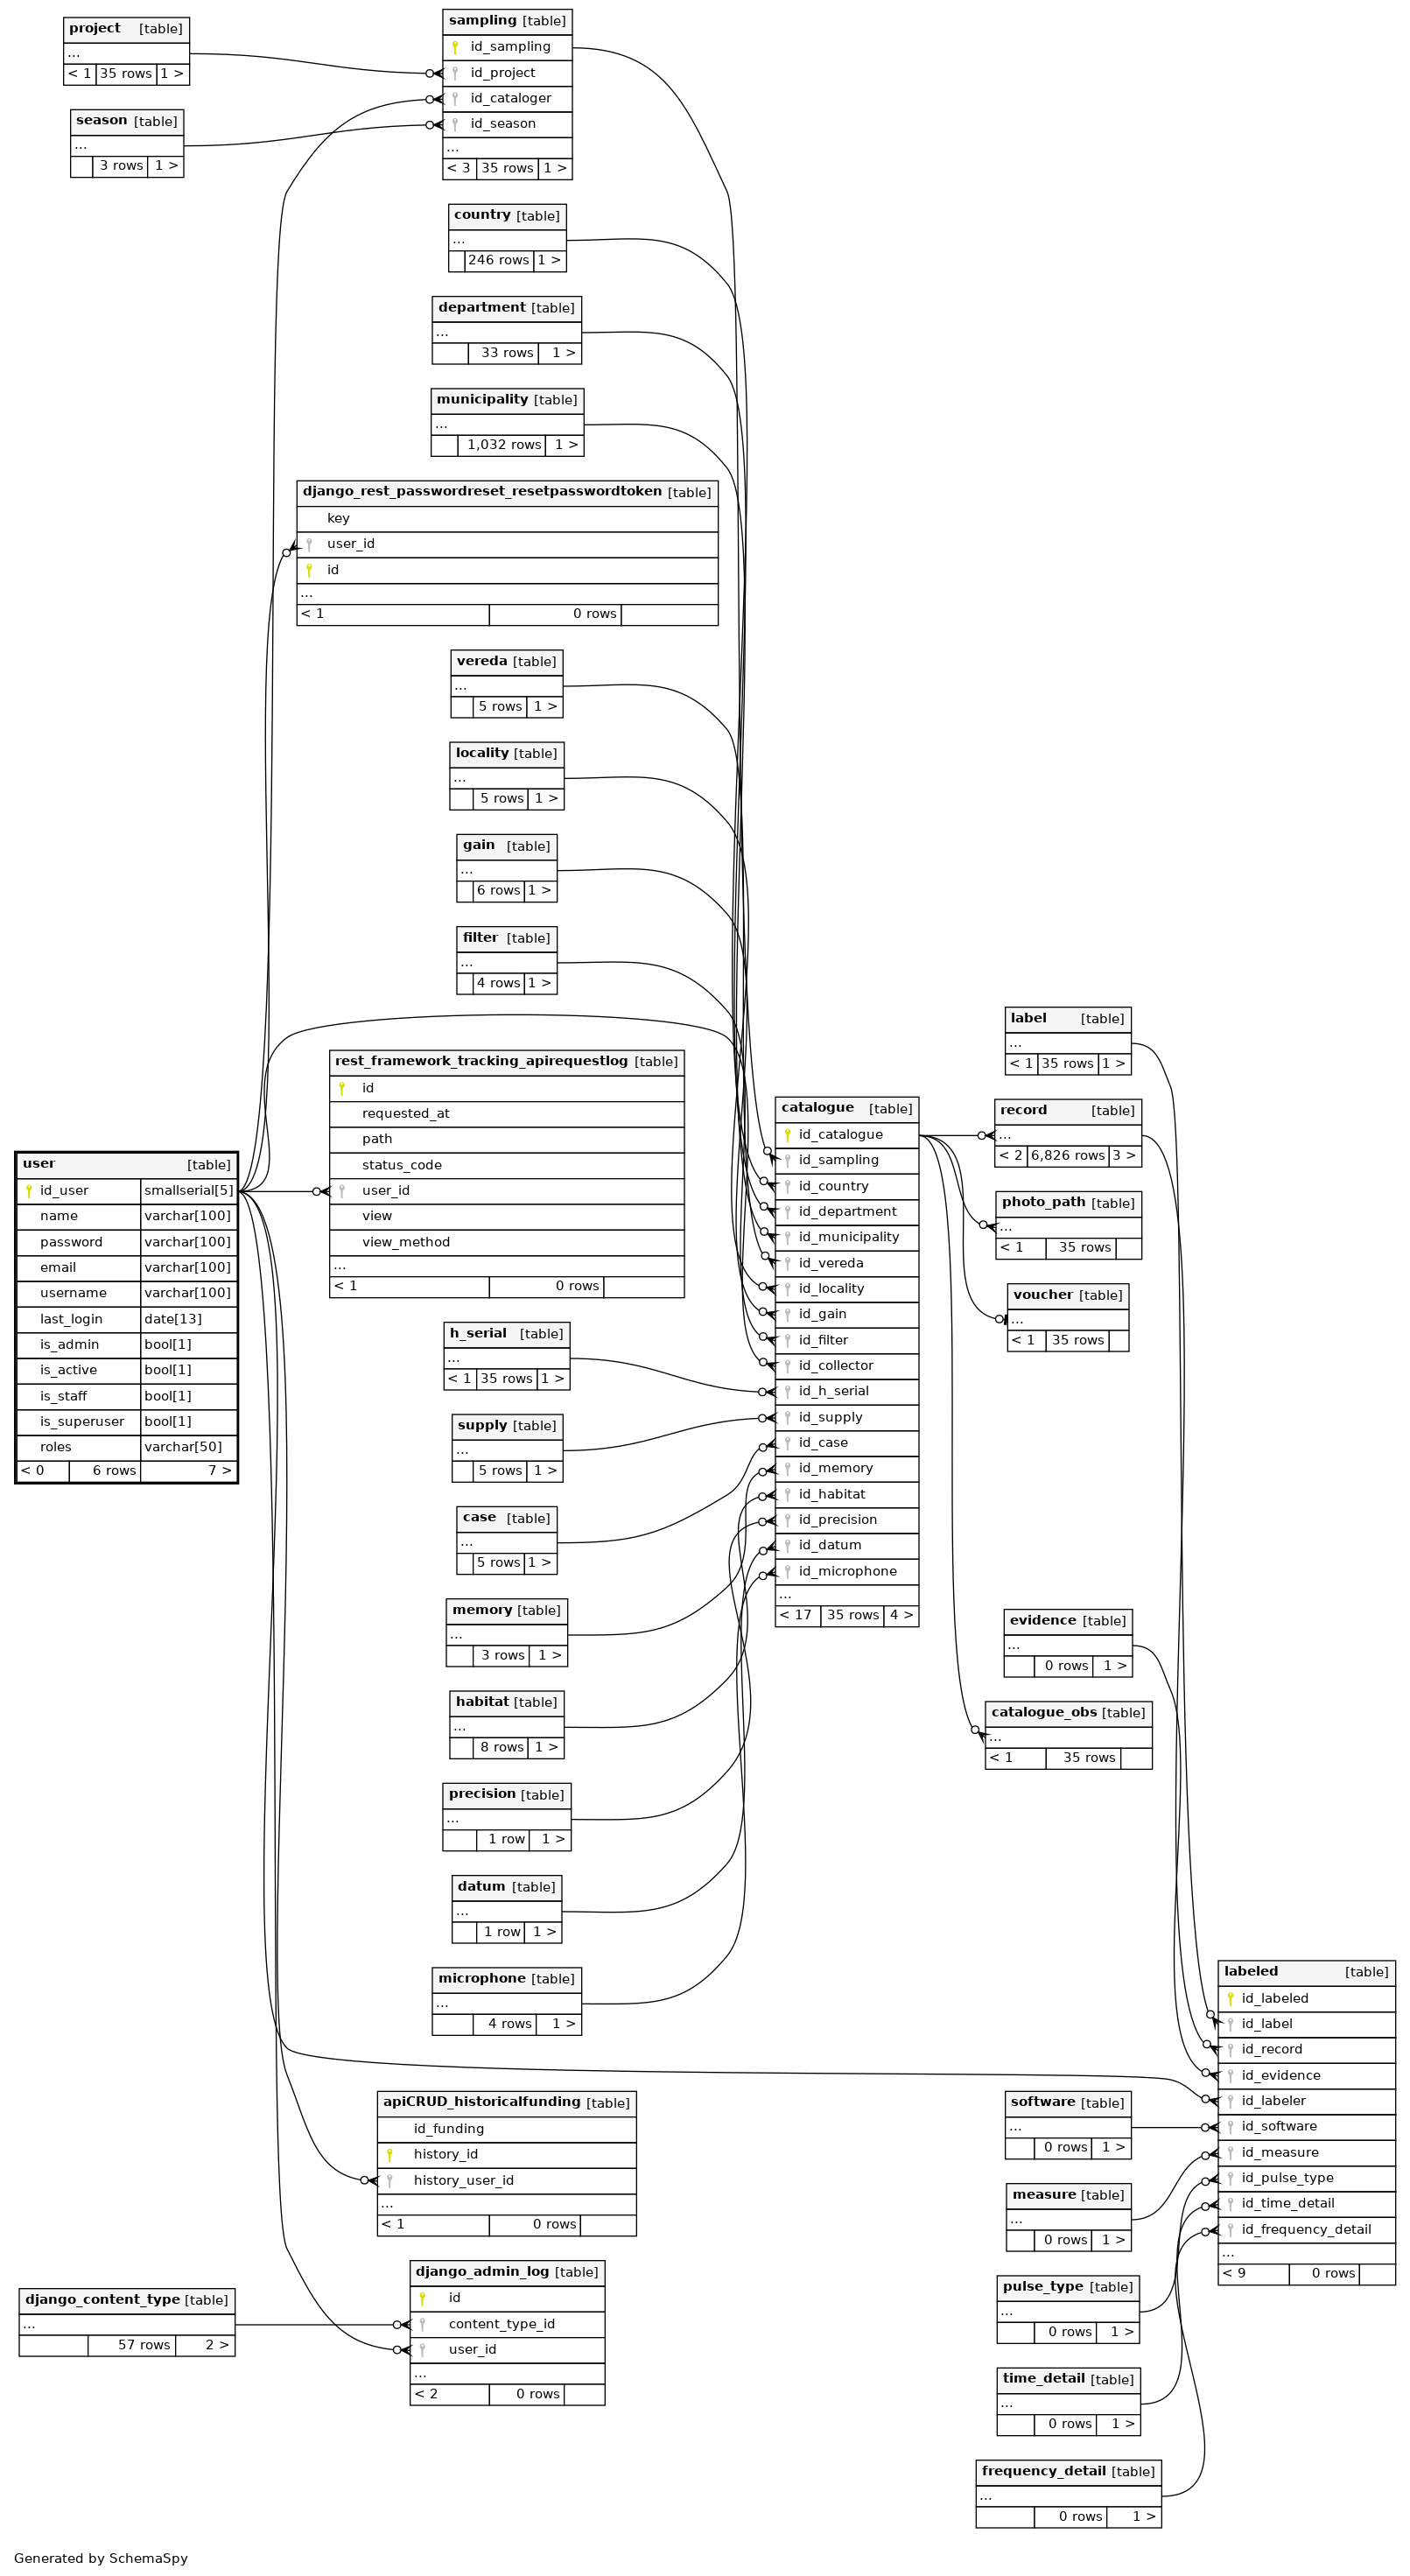 project [table]
...
< 1 35 rows 1 >
season [table]
...
3 rows 1 >
sampling [table]
id_sampling
id_project
id_cataloger
id_season
...
< 3 35 rows 1 >
country [table]
...
246 rows 1 >
department [table]
...
33 rows 1 >
municipality [table]
...
1,032 rows 1 >
django_rest_passwordreset_resetpasswordtoken [table]
key
user_id
id
...
< 1 0 rows
vereda [table]
...
5 rows 1 >
locality [table]
...
5 rows 1 >
gain [table]
...
6 rows 1 >
filter [table]
...
4 rows 1 >
rest_framework_tracking_apirequestlog [table]
id
requested_at
path
status_code
user_id
view
view_method
...
< 1 0 rows
user [table]
id_user smallserial[5]
name varchar[100]
password varchar[100]
email varchar[100]
username varchar[100]
last_login date[13]
is_admin bool[1]
is_active bool[1]
is_staff bool[1]
is_superuser bool[1]
roles varchar[50]
< 0 6 rows 7 >
h_serial [table]
...
< 1 35 rows 1 >
supply [table]
...
5 rows 1 >
case [table]
...
5 rows 1 >
memory [table]
...
3 rows 1 >
habitat [table]
...
8 rows 1 >
precision [table]
...
1 row 1 >
datum [table]
...
1 row 1 >
microphone [table]
...
4 rows 1 >
catalogue [table]
id_catalogue
id_sampling
id_country
id_department
id_municipality
id_vereda
id_locality
id_gain
id_filter
id_collector
id_h_serial
id_supply
id_case
id_memory
id_habitat
id_precision
id_datum
id_microphone
...
< 17 35 rows 4 >
label [table]
...
< 1 35 rows 1 >
record [table]
...
< 2 6,826 rows 3 >
photo_path [table]
...
< 1 35 rows
voucher [table]
...
< 1 35 rows
evidence [table]
...
0 rows 1 >
catalogue_obs [table]
...
< 1 35 rows
labeled [table]
id_labeled
id_label
id_record
id_evidence
id_labeler
id_software
id_measure
id_pulse_type
id_time_detail
id_frequency_detail
...
< 9 0 rows
software [table]
...
0 rows 1 >
measure [table]
...
0 rows 1 >
pulse_type [table]
...
0 rows 1 >
time_detail [table]
...
0 rows 1 >
frequency_detail [table]
...
0 rows 1 >
apiCRUD_historicalfunding [table]
id_funding
history_id
history_user_id
...
< 1 0 rows
django_admin_log [table]
id
content_type_id
user_id
...
< 2 0 rows
django_content_type [table]
...
57 rows 2 >
Generated by SchemaSpy